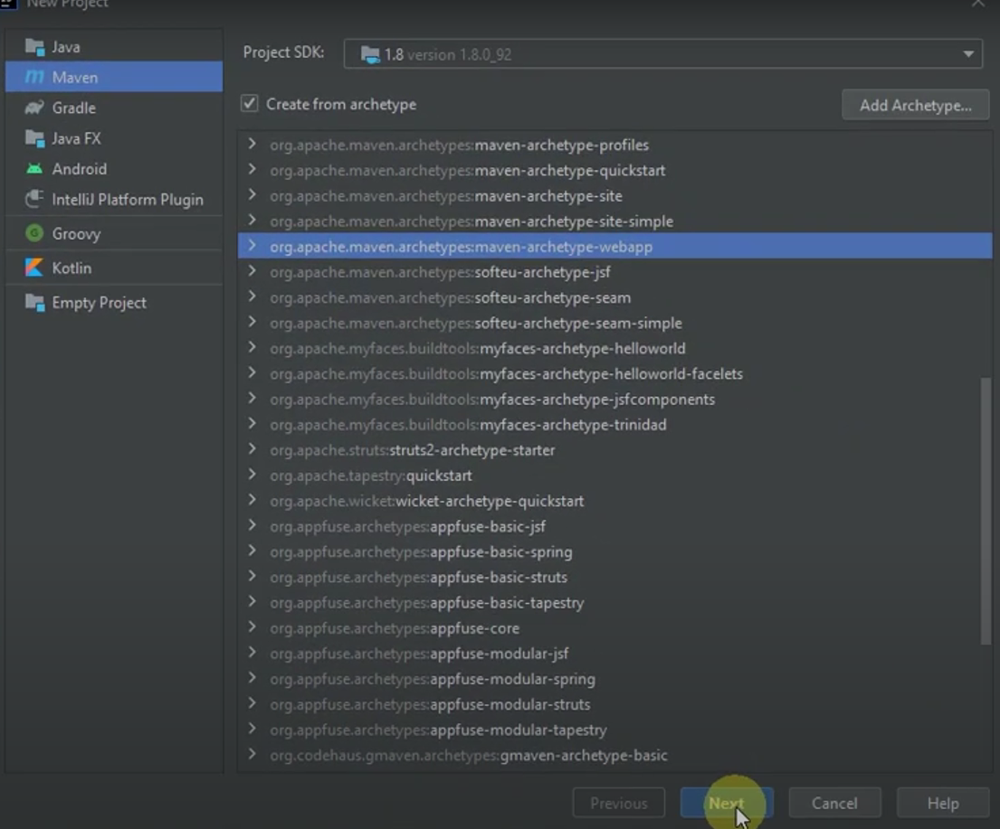 New Project
Java
Maven
Gradle
Java FX
Android
IntelliJ Platform Plugin
Groovy
Kotlin
Empty Project
Project SDK: 1.8 version 1.8.0_92
Create from archetype
Add Archetype...
org.apache.maven.archetypes:maven-archetype-profiles
org.apache.maven.archetypes:maven-archetype-quickstart
org.apache.maven.archetypes:maven-archetype-site
org.apache.maven.archetypes:maven-archetype-site-simple
org.apache.maven.archetypes:maven-archetype-webapp
org.apache.maven.archetypes:softeu-archetype-jsf
org.apache.maven.archetypes:softeu-archetype-seam
org.apache.maven.archetypes:softeu-archetype-seam-simple
org.apache.myfaces.buildtools:myfaces-archetype-helloworld
org.apache.myfaces.buildtools:myfaces-archetype-helloworld-facelets
org.apache.myfaces.buildtools:myfaces-archetype-jsfcomponents
org.apache.myfaces.buildtools:myfaces-archetype-trinidad
org.apache.struts:struts2-archetype-starter
org.apache.tapestry:quickstart
org.apache.wicket:wicket-archetype-quickstart
org.appfuse.archetypes:appfuse-basic-jsf
org.appfuse.archetypes:appfuse-basic-spring
org.appfuse.archetypes:appfuse-basic-struts
org.appfuse.archetypes:appfuse-basic-tapestry
org.appfuse.archetypes:appfuse-core
org.appfuse.archetypes:appfuse-modular-jsf
org.appfuse.archetypes:appfuse-modular-spring
org.appfuse.archetypes:appfuse-modular-struts
org.appfuse.archetypes:appfuse-modular-tapestry
org.codehaus.gmaven.archetypes:gmaven-archetype-basic
Previous
Next
Cancel
Help